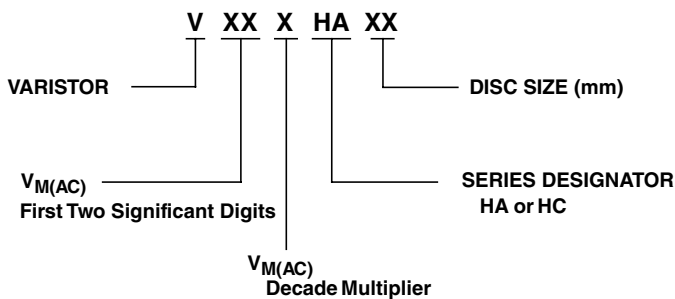 V XX X HA XX
VARISTOR
DISC SIZE (mm)
VM(AC)
First Two Significant Digits
SERIES DESIGNATOR
HA or HC
VM(AC)
Decade Multiplier